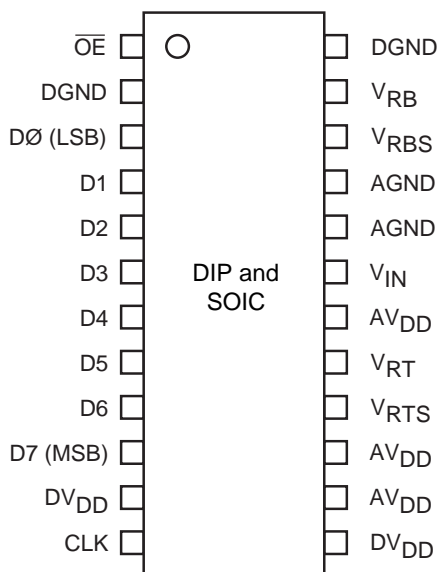 O̅E̅ DGND
DGND VRB
DØ (LSB) VRBS
D1 AGND
D2 AGND
D3 VIN
DIP and
SOIC
D4 AVDD
D5 VRT
D6 VRTS
D7 (MSB) AVDD
DVDD AVDD
CLK DVDD